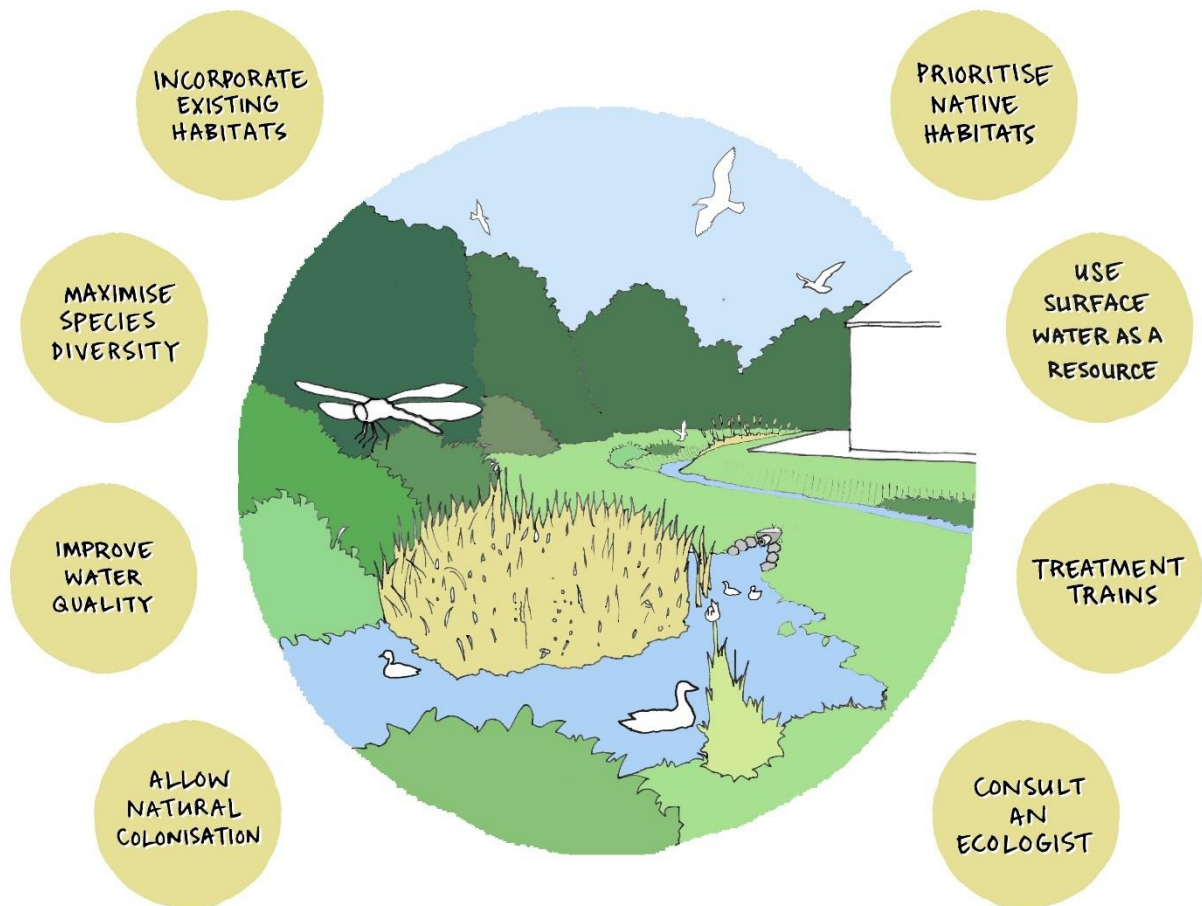 INCORPORATE
EXISTING
HABITATS
PRIORITISE
NATIVE
HABITATS
MAXIMISE
SPECIES
DIVERSITY
USE
SURFACE
WATER AS A
RESOURCE
IMPROVE
WATER
QUALITY
TREATMENT
TRAINS
ALLOW
NATURAL
COLONISATION
CONSULT
AN
ECOLOGIST